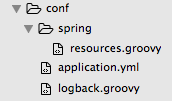 conf
spring
resources.groovy
application.yml
logback.groovy